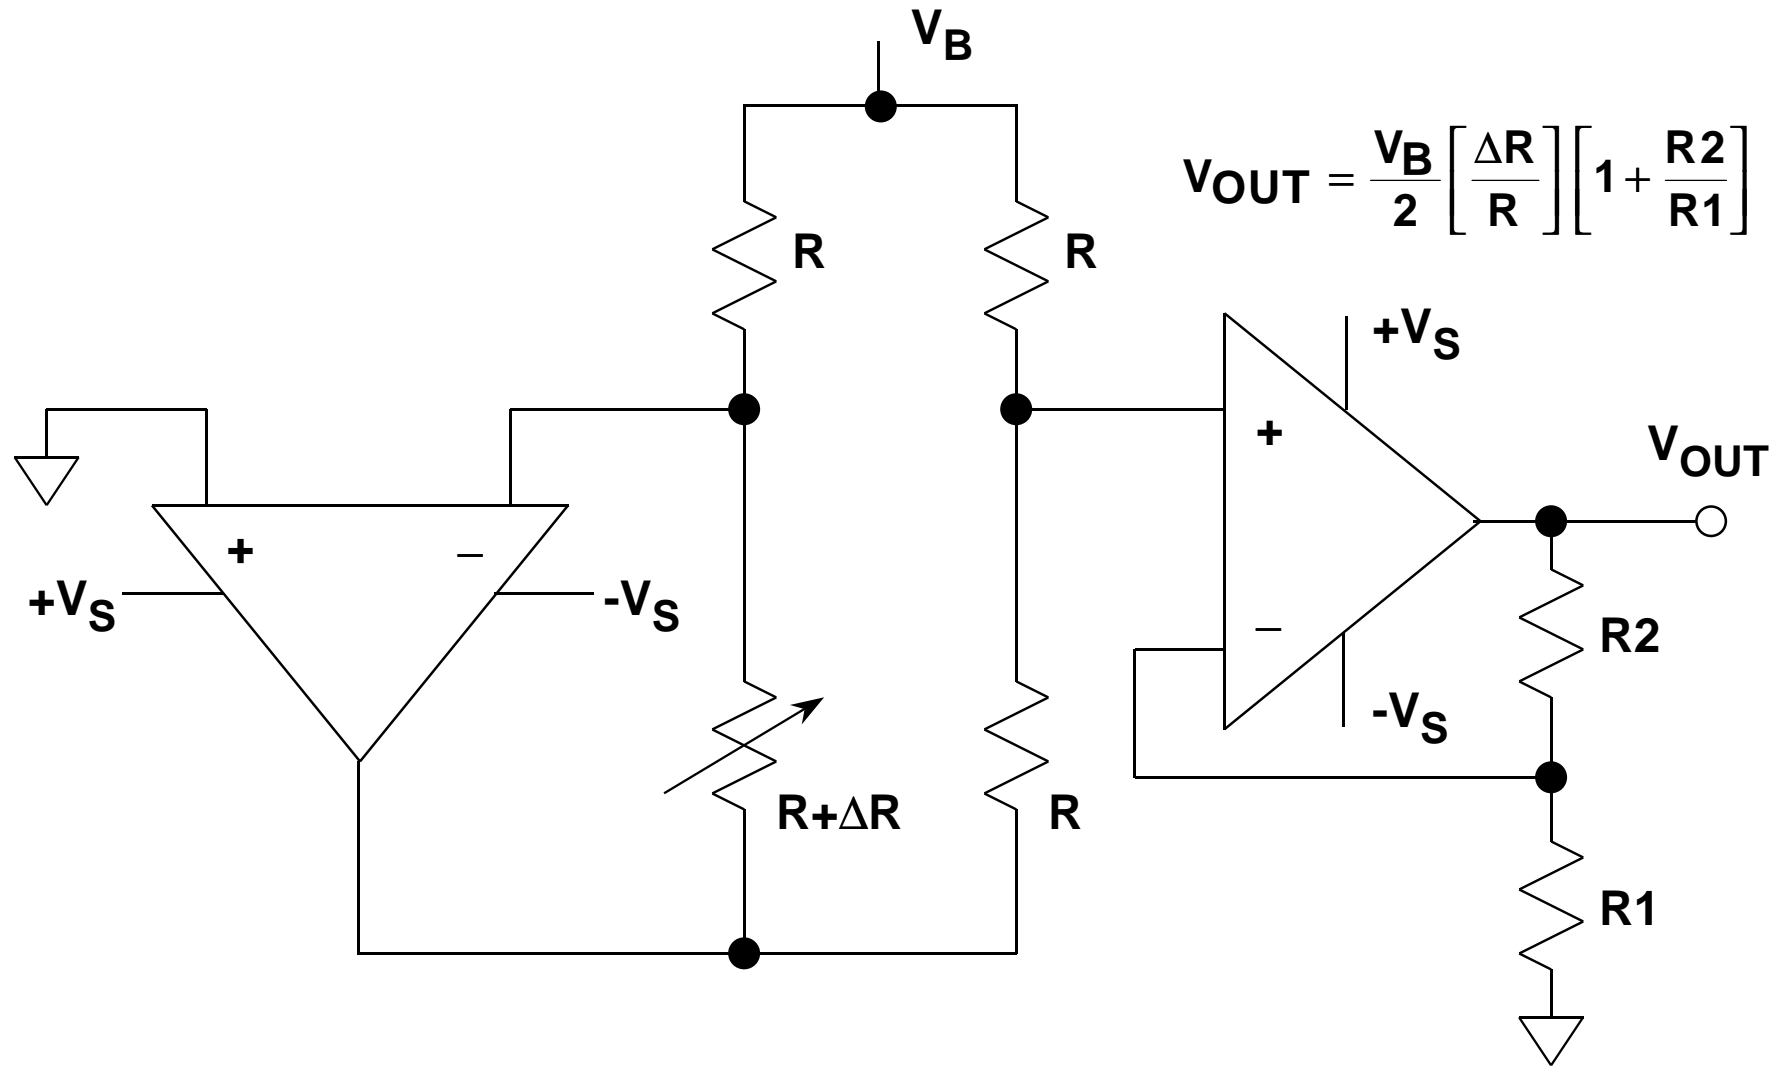 VB
VOUT = VB/2 [ΔR/R] [1 + R2/R1]
R
R
+VS
+
VOUT
+
–
+VS
-VS
–
R2
-VS
R+ΔR
R
R1